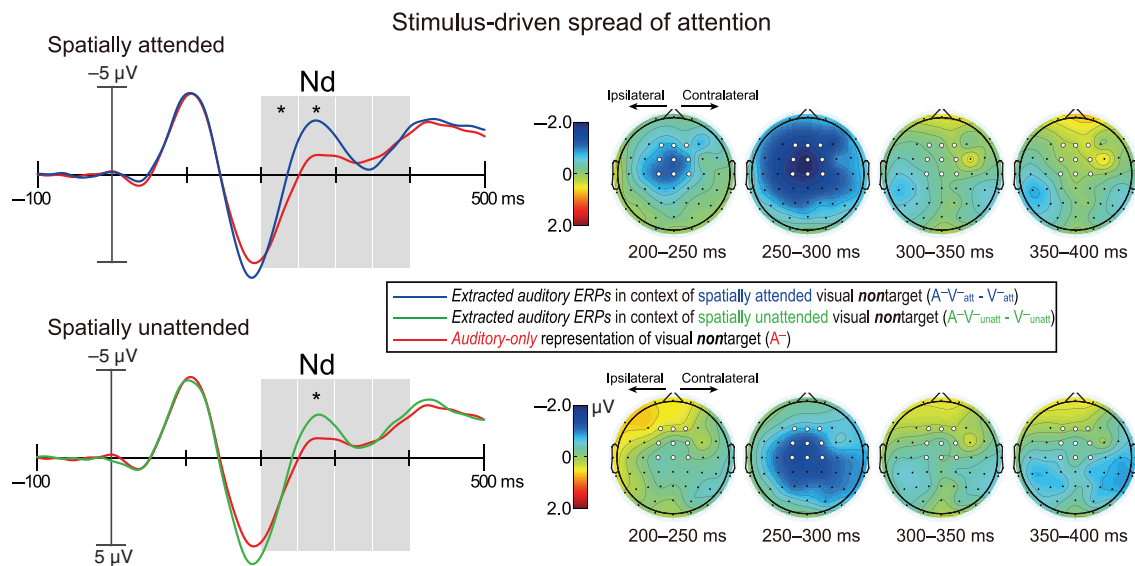 Stimulus-driven spread of attention
Spatially attended
–5 µV
Nd
* *
–100
500 ms
Ipsilateral Contralateral
–2.0
0
2.0
200–250 ms 250–300 ms 300–350 ms 350–400 ms
Extracted auditory ERPs in context of spatially attended visual nontarget (A⁻V⁻att - V⁻att)
Extracted auditory ERPs in context of spatially unattended visual nontarget (A⁻V⁻unatt - V⁻unatt)
Auditory-only representation of visual nontarget (A⁻)
Spatially unattended
–5 µV
Nd
*
–100
500 ms
5 µV
Ipsilateral Contralateral
–2.0 µV
0
2.0
200–250 ms 250–300 ms 300–350 ms 350–400 ms